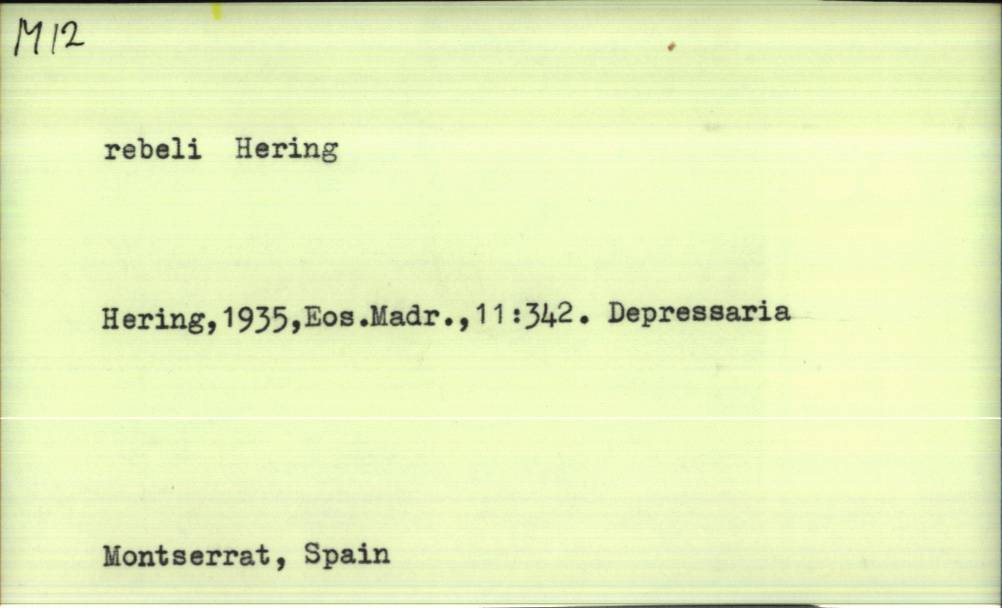 M12
rebeli Hering
Hering,1935,Eos.Madr.,11:342. Depressaria
Montserrat, Spain